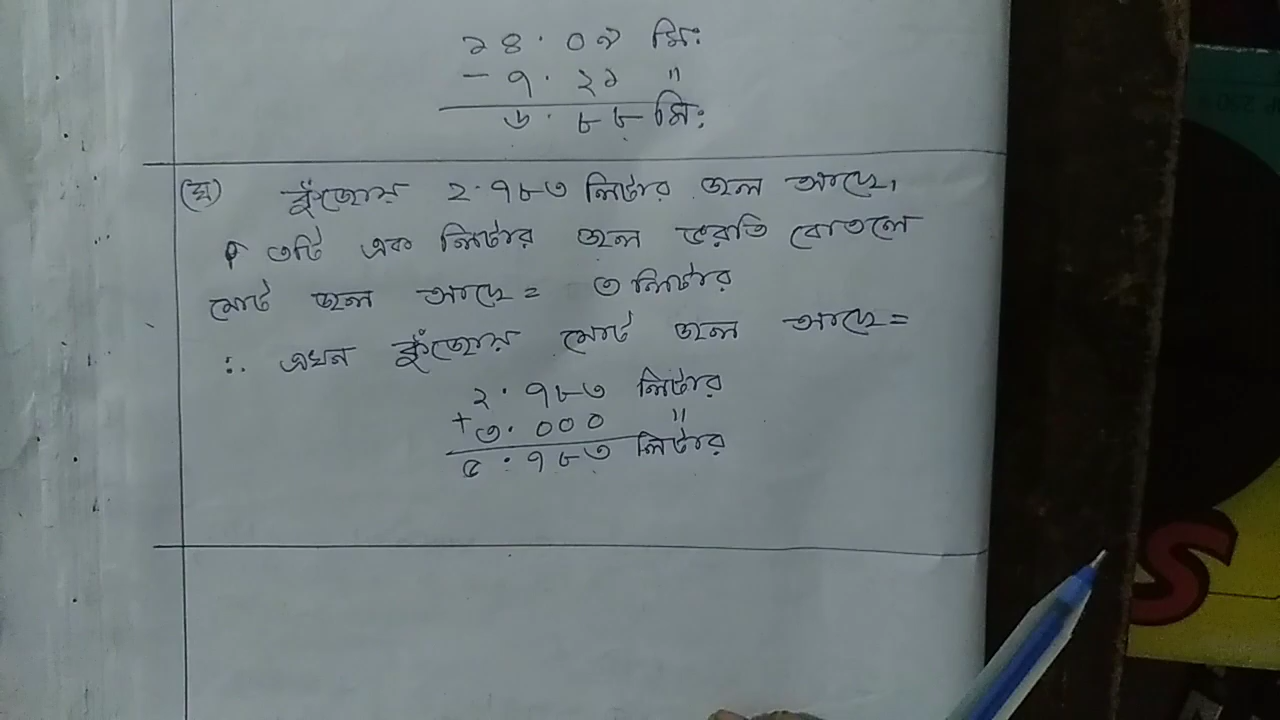 ১৪.০৯ মিঃ
- ৭.২১ "
৬.৮৮ মিঃ
(ঘ) কুঁজোয় ২.৭৮৩ লিটার জল আছে।
৩টি এক লিটার জল ভরতি বোতলে
মোট জল আছে = ৩ লিটার
∴ এখন কুঁজোয় মোট জল আছে =
২.৭৮৩ লিটার
+ ৩.০০০ "
৫.৭৮৩ লিটার
S